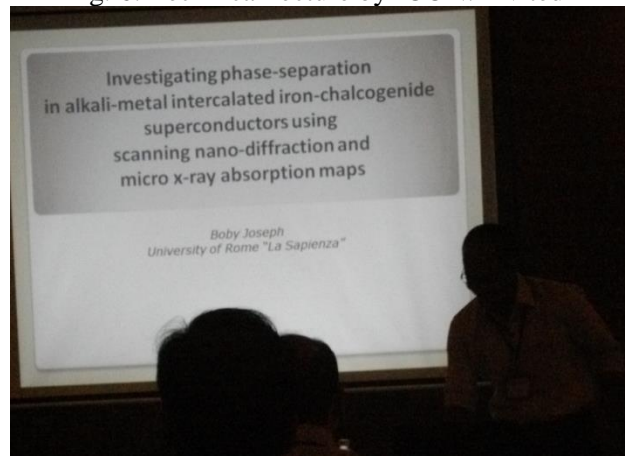 Investigating phase-separation
in alkali-metal intercalated iron-chalcogenide
superconductors using
scanning nano-diffraction and
micro x-ray absorption maps
Boby Joseph
University of Rome "La Sapienza"